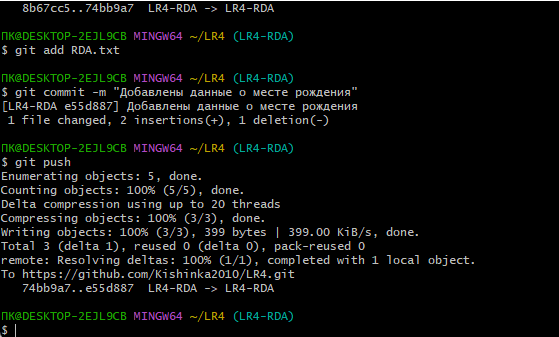 8b67cc5..74bb9a7  LR4-RDA -> LR4-RDA
ПК@DESKTOP-2EJL9CB MINGW64 ~/LR4 (LR4-RDA)
$ git add RDA.txt
ПК@DESKTOP-2EJL9CB MINGW64 ~/LR4 (LR4-RDA)
$ git commit -m "Добавлены данные о месте рождения"
[LR4-RDA e55d887] Добавлены данные о месте рождения
 1 file changed, 2 insertions(+), 1 deletion(-)
ПК@DESKTOP-2EJL9CB MINGW64 ~/LR4 (LR4-RDA)
$ git push
Enumerating objects: 5, done.
Counting objects: 100% (5/5), done.
Delta compression using up to 20 threads
Compressing objects: 100% (3/3), done.
Writing objects: 100% (3/3), 399 bytes | 399.00 KiB/s, done.
Total 3 (delta 1), reused 0 (delta 0), pack-reused 0
remote: Resolving deltas: 100% (1/1), completed with 1 local object.
To https://github.com/Kishinka2010/LR4.git
   74bb9a7..e55d887  LR4-RDA -> LR4-RDA
ПК@DESKTOP-2EJL9CB MINGW64 ~/LR4 (LR4-RDA)
$